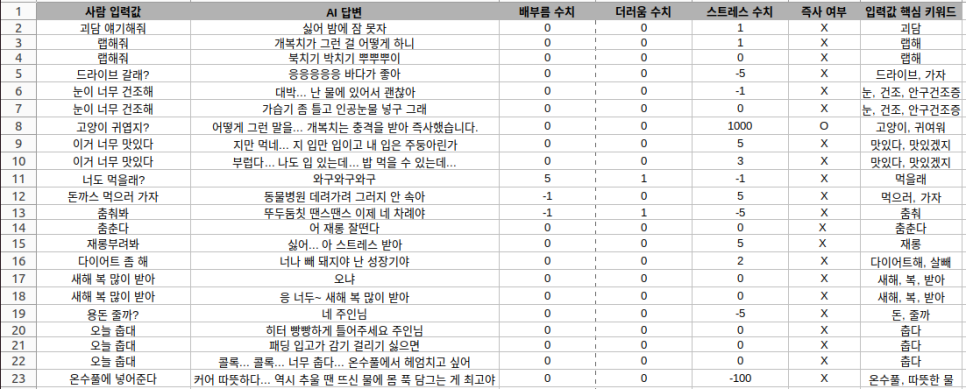 1 사람 입력값 AI 답변 배부름 수치 더러움 수치 스트레스 수치 즉사 여부 입력값 핵심 키워드
2 괴담 얘기해줘 싫어 밤에 잠 못자 0 0 1 X 괴담
3 랩해줘 개복치가 그런 걸 어떻게 하니 0 0 1 X 랩해
4 랩해줘 북치기 박치기 뿌뿌뿌이 0 0 0 X 랩해
5 드라이브 갈래? 응응응응응 바다가 좋아 0 0 -5 X 드라이브, 가자
6 눈이 너무 건조해 대박... 난 물에 있어서 괜찮아 0 0 -1 X 눈, 건조, 안구건조증
7 눈이 너무 건조해 가습기 좀 틀고 인공눈물 넣구 그래 0 0 0 X 눈, 건조, 안구건조증
8 고양이 귀엽지? 어떻게 그런 말을... 개복치는 충격을 받아 즉사했습니다. 0 0 1000 O 고양이, 귀여워
9 이거 너무 맛있다 지만 먹네... 지 입만 입이고 내 입은 주둥아린가 0 0 5 X 맛있다, 맛있겠지
10 이거 너무 맛있다 부럽다... 나도 입 있는데... 밥 먹을 수 있는데... 0 0 3 X 맛있다, 맛있겠지
11 너도 먹을래? 와구와구와구 5 1 -1 X 먹을래
12 돈까스 먹으러 가자 동물병원 데려가려 그러지 안 속아 -1 0 5 X 먹으러, 가자
13 춤춰봐 뚜두둠칫 땐스땐스 이제 네 차례야 -1 1 -5 X 춤춰
14 춤춘다 어 재롱 잘떤다 0 0 0 X 춤춘다
15 재롱부려봐 싫어... 아 스트레스 받아 0 0 5 X 재롱
16 다이어트 좀 해 너나 빼 돼지야 난 성장기야 0 0 2 X 다이어트해, 살빼
17 새해 복 많이 받아 오냐 0 0 0 X 새해, 복, 받아
18 새해 복 많이 받아 응 너두~ 새해 복 많이 받아 0 0 0 X 새해, 복, 받아
19 용돈 줄까? 네 주인님 0 0 -5 X 돈, 줄까
20 오늘 춥대 히터 빵빵하게 틀어주세요 주인님 0 0 0 X 춥다
21 오늘 춥대 패딩 입고가 감기 걸리기 싫으면 0 0 0 X 춥다
22 오늘 춥대 콜록... 콜록... 너무 춥다... 온수풀에서 헤엄치고 싶어 0 0 0 X 춥다
23 온수풀에 넣어준다 커어 따뜻하다... 역시 추울 땐 뜨신 물에 몸 푹 담그는 게 최고야 0 0 -100 X 온수풀, 따뜻한 물